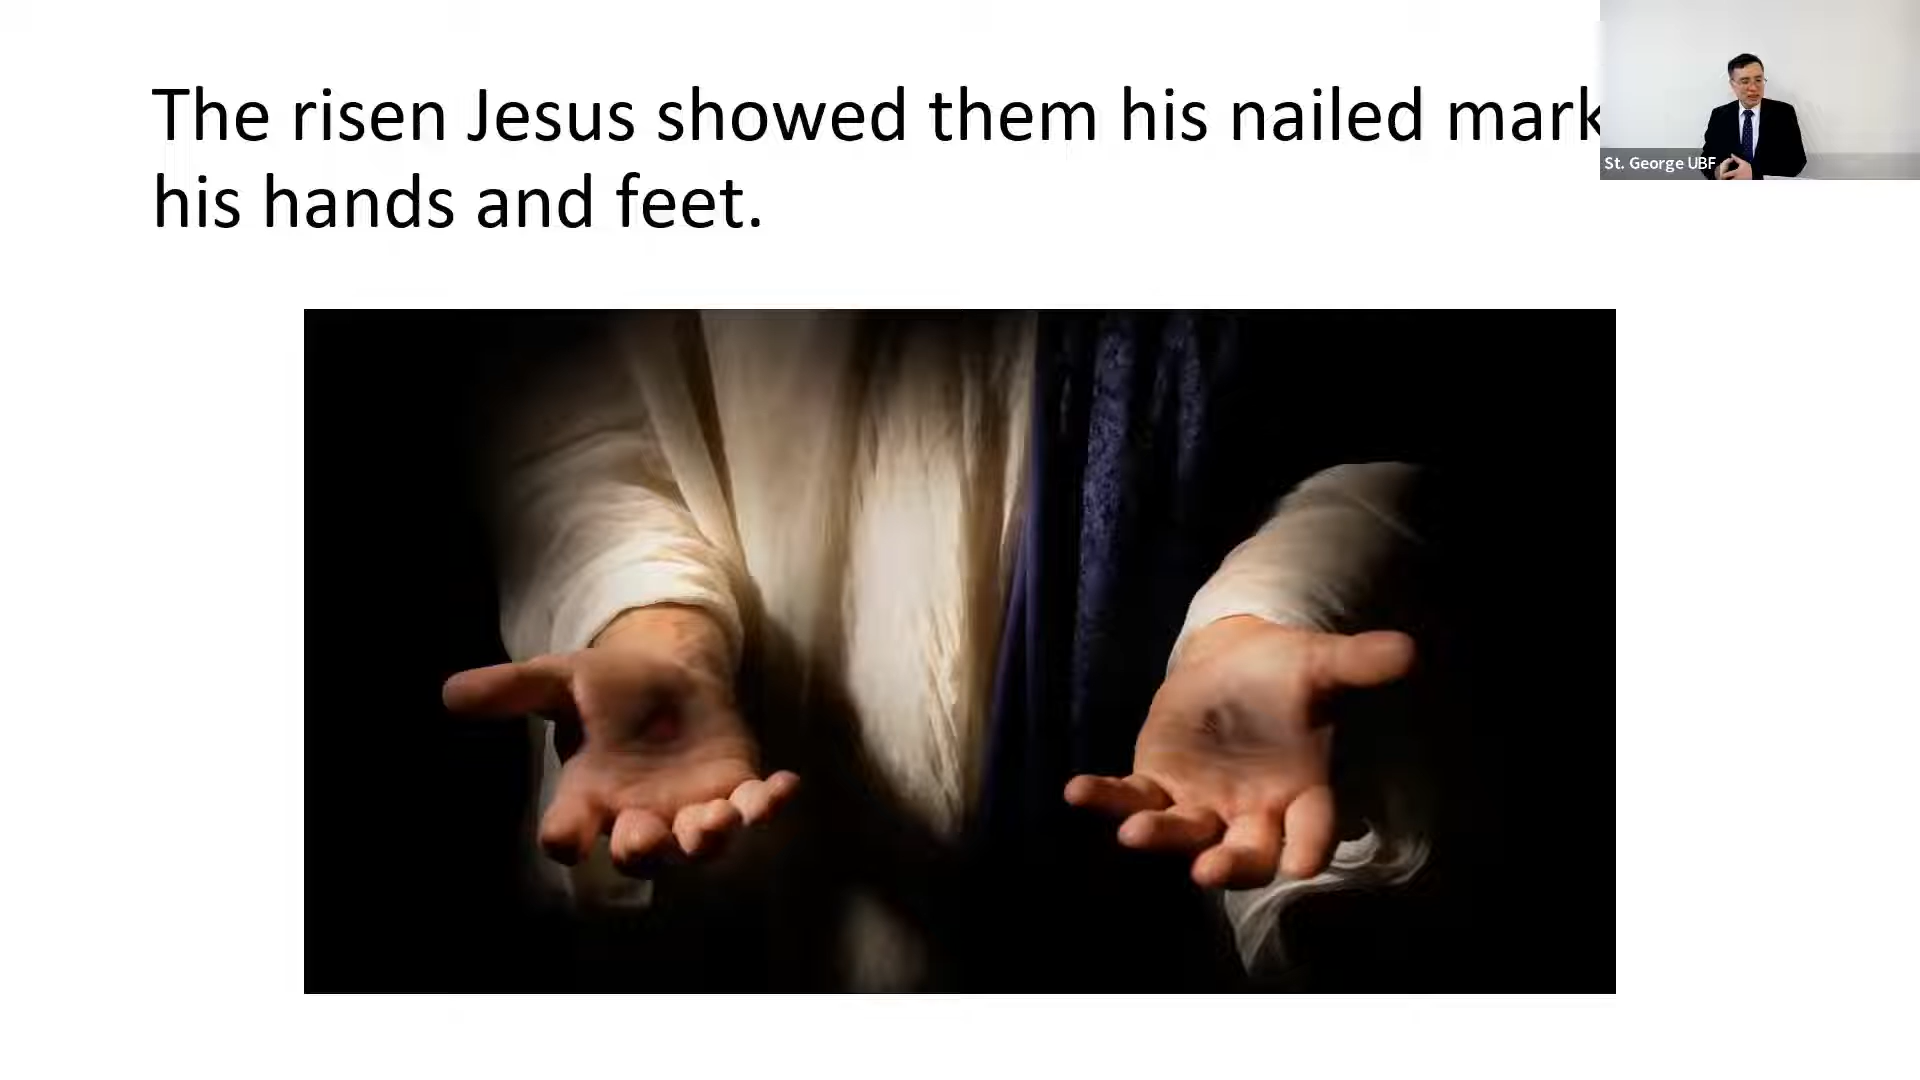 The risen Jesus showed them his nailed mark
his hands and feet.
St. George UBF